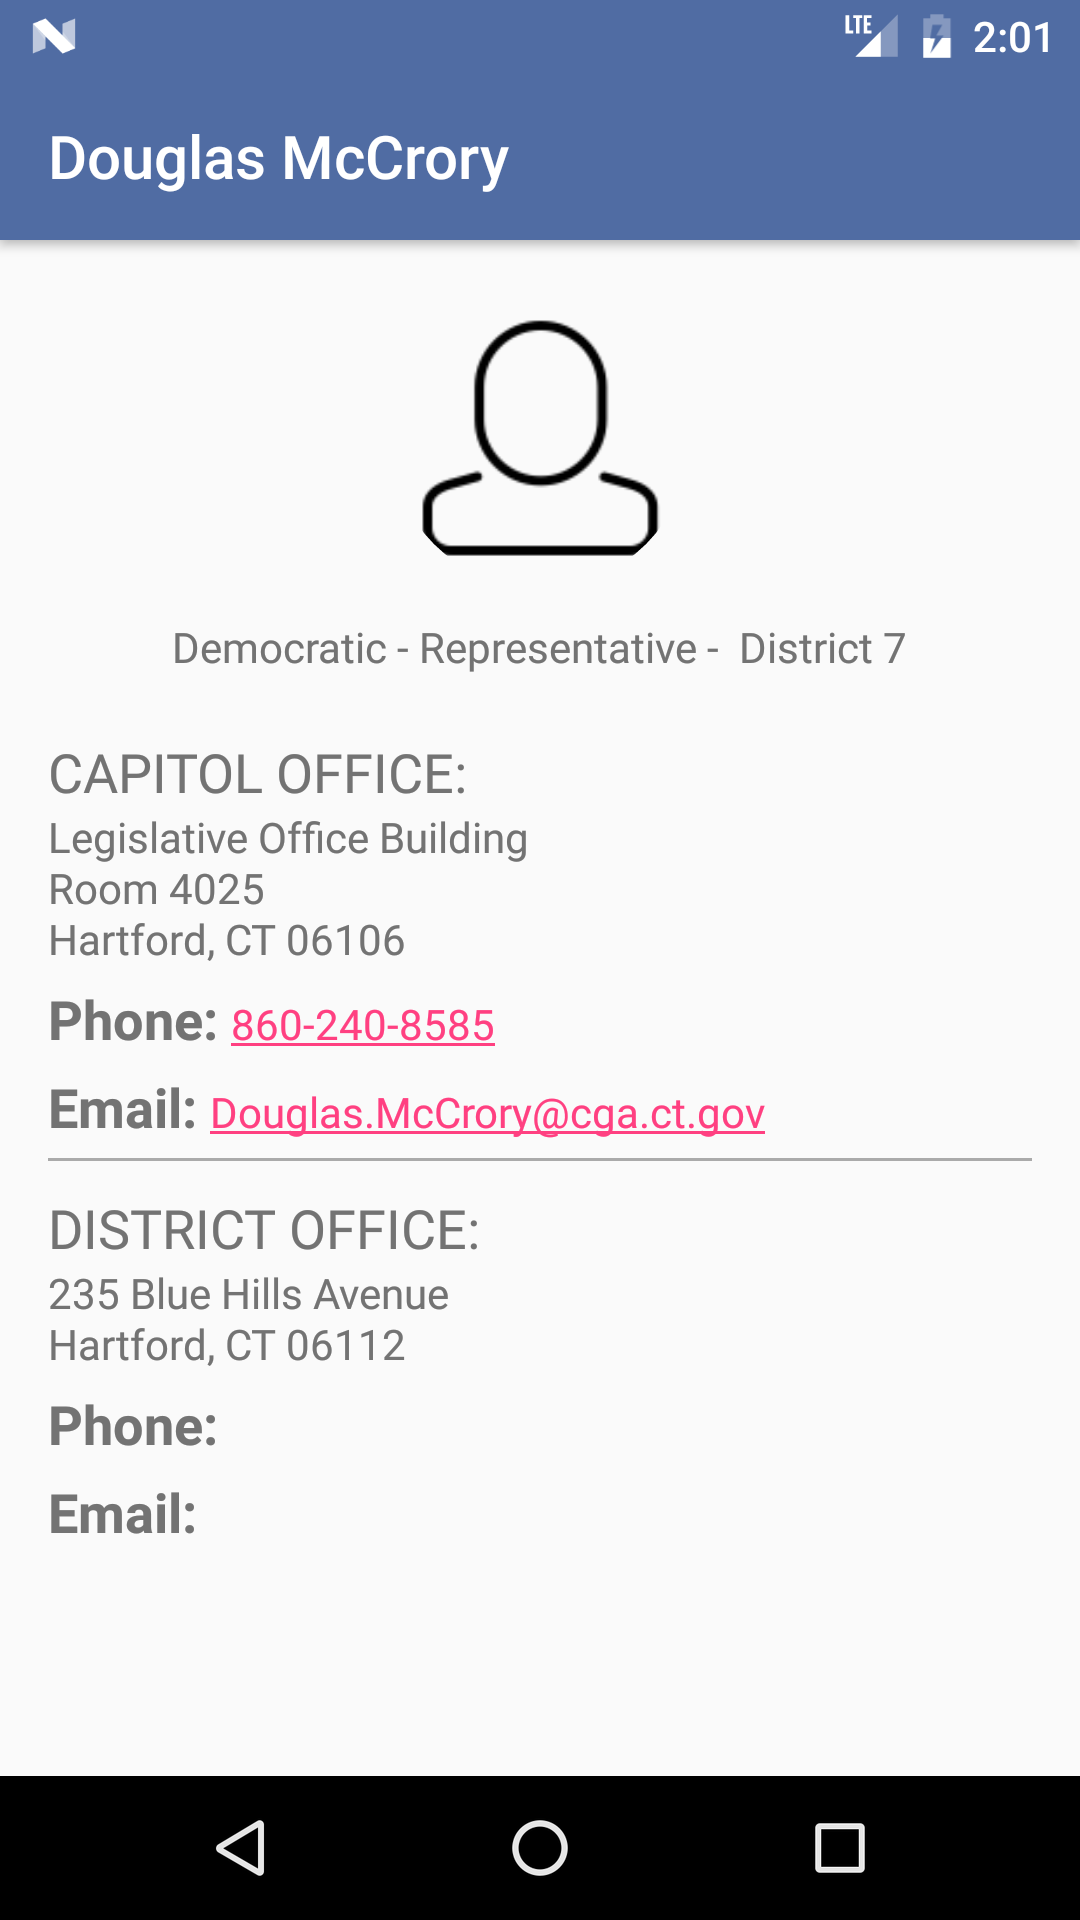 LTE 2:01
Douglas McCrory
Democratic - Representative -  District 7
CAPITOL OFFICE:
Legislative Office Building
Room 4025
Hartford, CT 06106
Phone: 860-240-8585
Email: Douglas.McCrory@cga.ct.gov
DISTRICT OFFICE:
235 Blue Hills Avenue
Hartford, CT 06112
Phone:
Email: